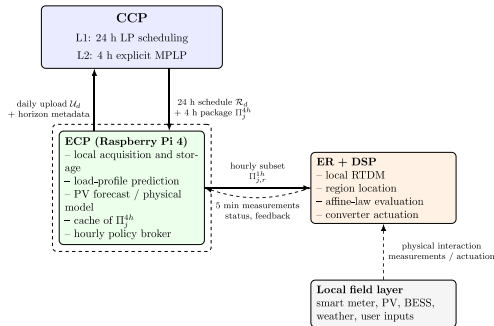 CCP
L1: 24 h LP scheduling
L2: 4 h explicit MPLP
daily upload 𝒰_d
+ horizon metadata
24 h schedule ℛ_d
+ 4 h package Π_j^{4h}
ECP (Raspberry Pi 4)
– local acquisition and stor-
age
– load-profile prediction
– PV forecast / physical
model
– cache of Π_j^{4h}
– hourly policy broker
hourly subset
Π_{j,r}^{1h}
5 min measurements
status, feedback
ER + DSP
– local RTDM
– region location
– affine-law evaluation
– converter actuation
physical interaction
measurements / actuation
Local field layer
smart meter, PV, BESS,
weather, user inputs